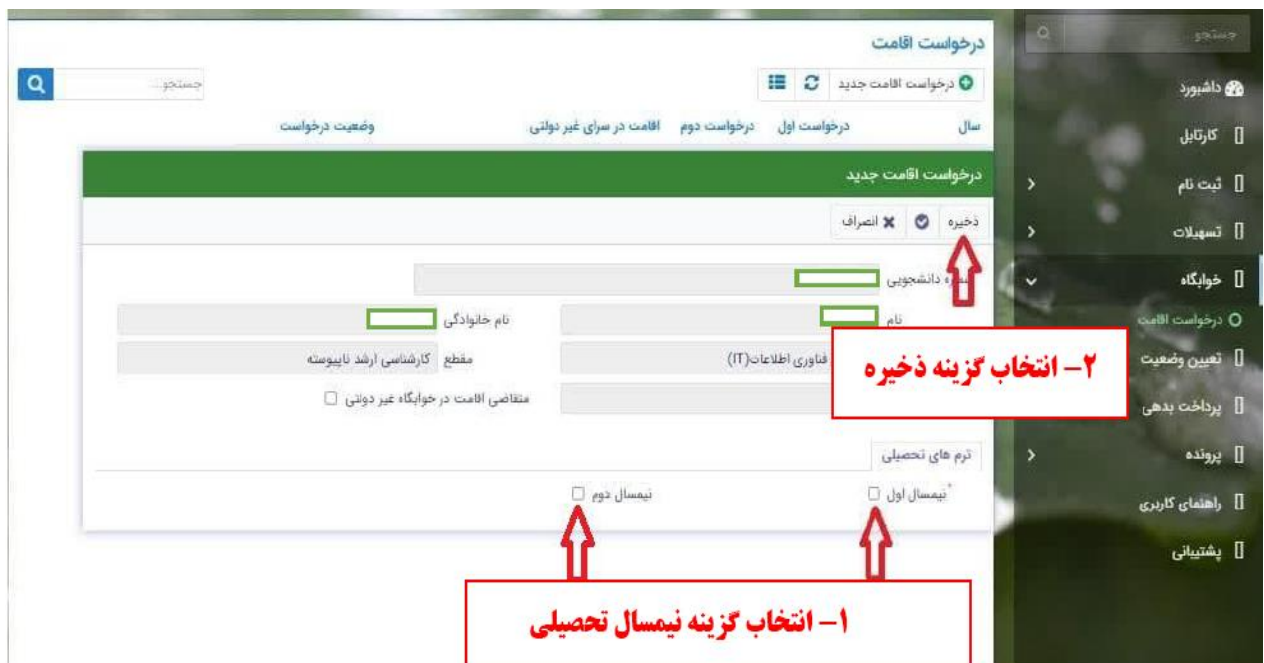 جستجو ...
داشبورد
کارتابل
ثبت نام
تسهیلات
خوابگاه
درخواست اقامت
تعیین وضعیت
پرداخت بدهی
پرونده
راهنمای کاربری
پشتیبانی
درخواست اقامت
درخواست اقامت جدید
جستجو ...
سال درخواست اول درخواست دوم اقامت در سرای غیر دولتی وضعیت درخواست
درخواست اقامت جدید
ذخیره انصراف
دانشجویی
نام نام خانوادگی
فناوری اطلاعات(IT) مقطع کارشناسی ارشد ناپیوسته
متقاضی اقامت در خوابگاه غیر دولتی
۲- انتخاب گزینه ذخیره
ترم های تحصیلی
*نیمسال اول نیمسال دوم
۱- انتخاب گزینه نیمسال تحصیلی